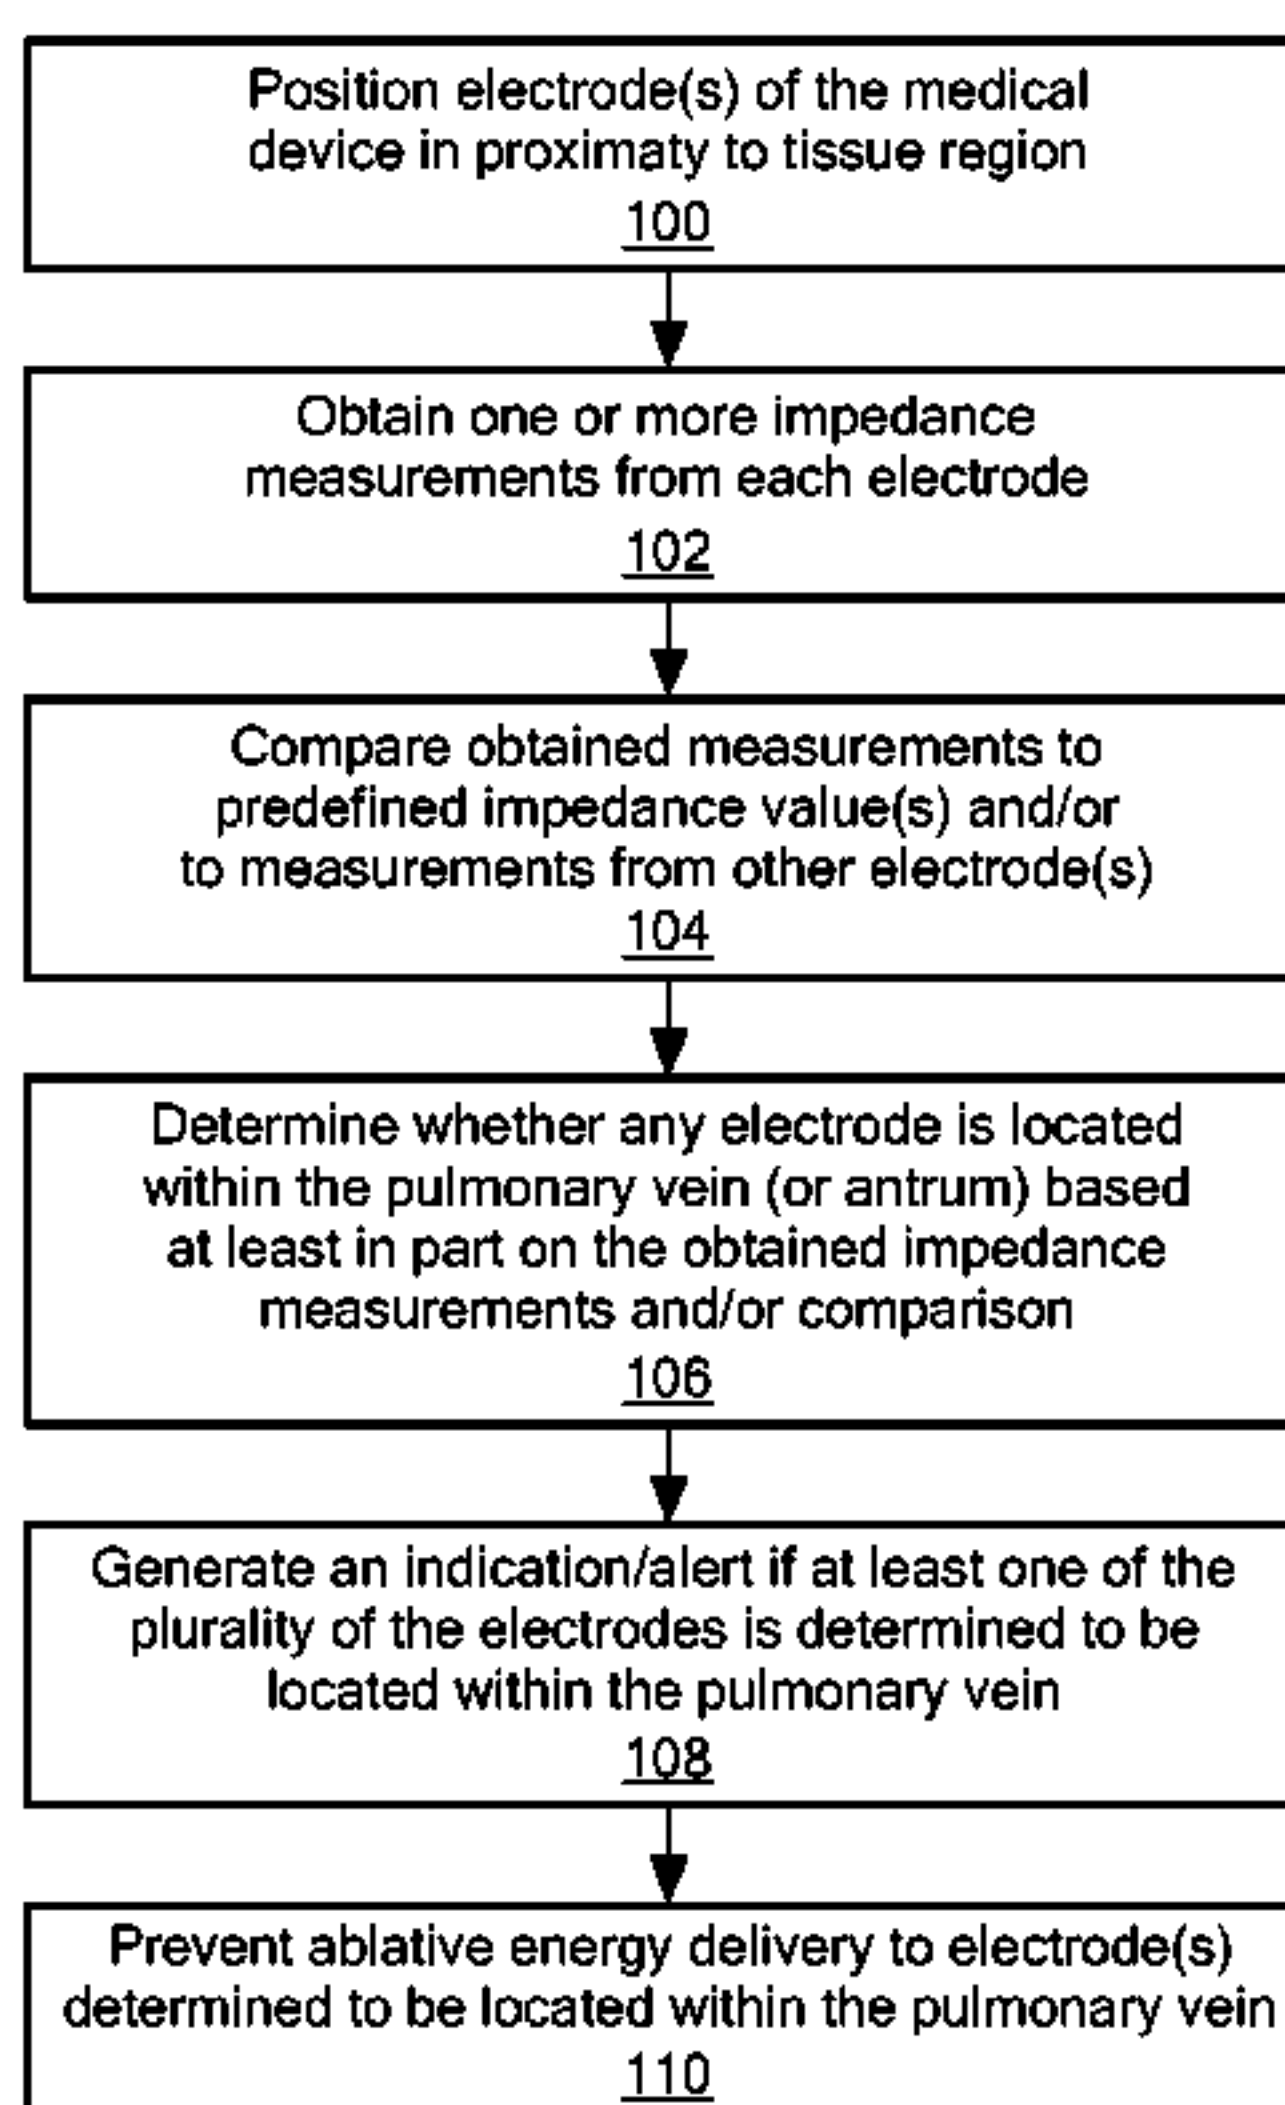 Position electrode(s) of the medical
device in proximaty to tissue region
100
Obtain one or more impedance
measurements from each electrode
102
Compare obtained measurements to
predefined impedance value(s) and/or
to measurements from other electrode(s)
104
Determine whether any electrode is located
within the pulmonary vein (or antrum) based
at least in part on the obtained impedance
measurements and/or comparison
106
Generate an indication/alert if at least one of the
plurality of the electrodes is determined to be
located within the pulmonary vein
108
Prevent ablative energy delivery to electrode(s)
determined to be located within the pulmonary vein
110